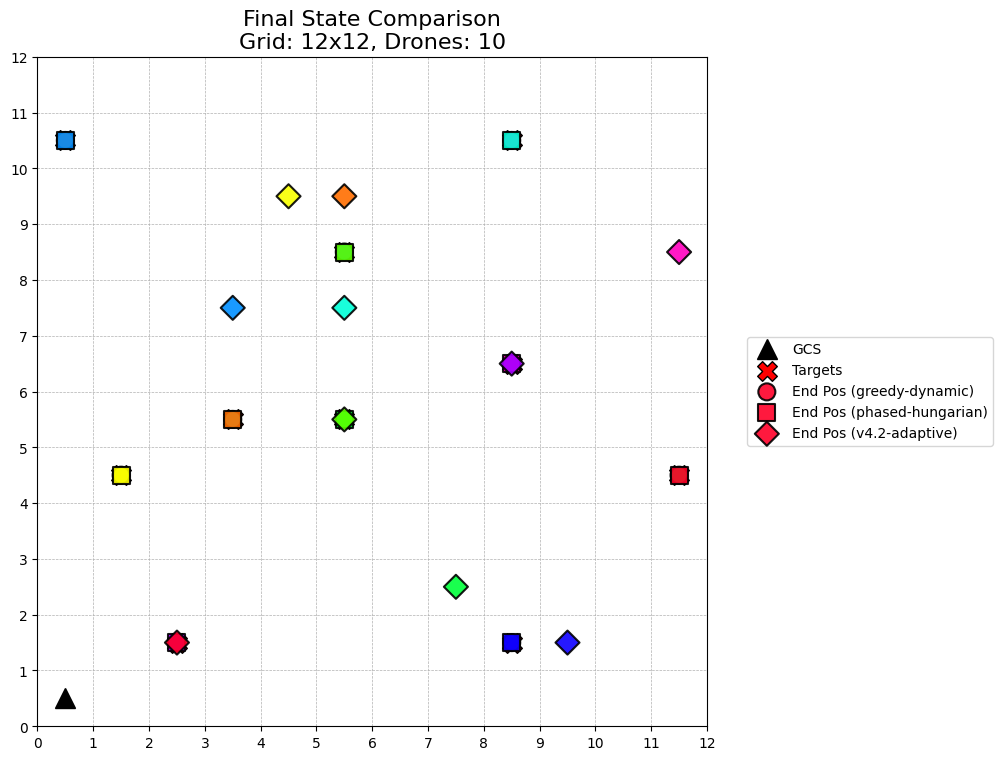 Final State Comparison
Grid: 12x12, Drones: 10
12
11
10
9
8
7
6
5
4
3
2
1
0
0 1 2 3 4 5 6 7 8 9 10 11 12
GCS
Targets
End Pos (greedy-dynamic)
End Pos (phased-hungarian)
End Pos (v4.2-adaptive)